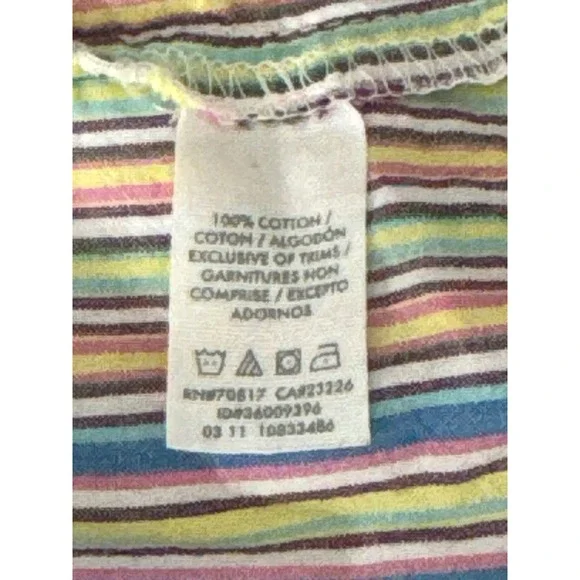 100% COTTON /
COTON / ALGODÓN
EXCLUSIVE OF TRIMS /
GARNITURES NON
COMPRISE / EXCEPTO
ADORNOS
RN#70817 CA#23226
ID#36009396
03 11 10833486